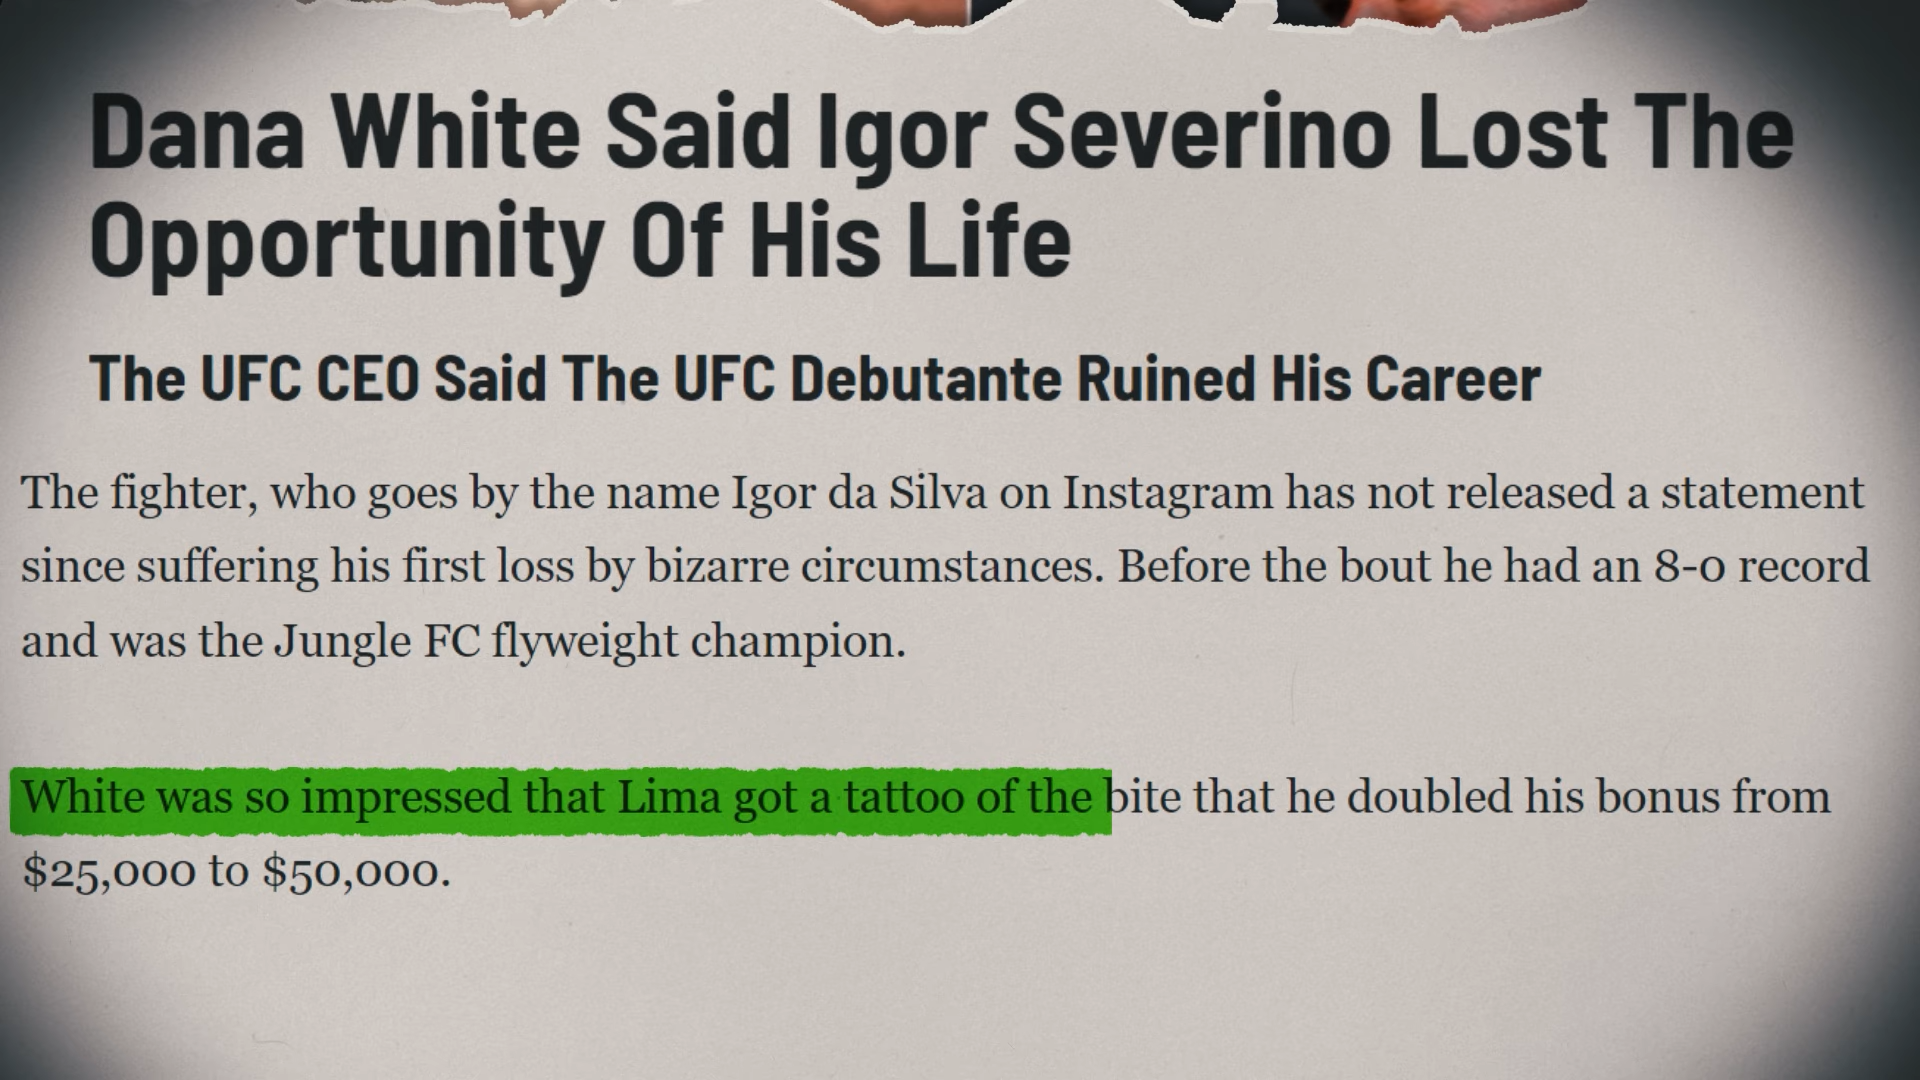 Dana White Said Igor Severino Lost The
Opportunity Of His Life
The UFC CEO Said The UFC Debutante Ruined His Career
The fighter, who goes by the name Igor da Silva on Instagram has not released a statement
since suffering his first loss by bizarre circumstances. Before the bout he had an 8-0 record
and was the Jungle FC flyweight champion.
White was so impressed that Lima got a tattoo of the bite that he doubled his bonus from
$25,000 to $50,000.